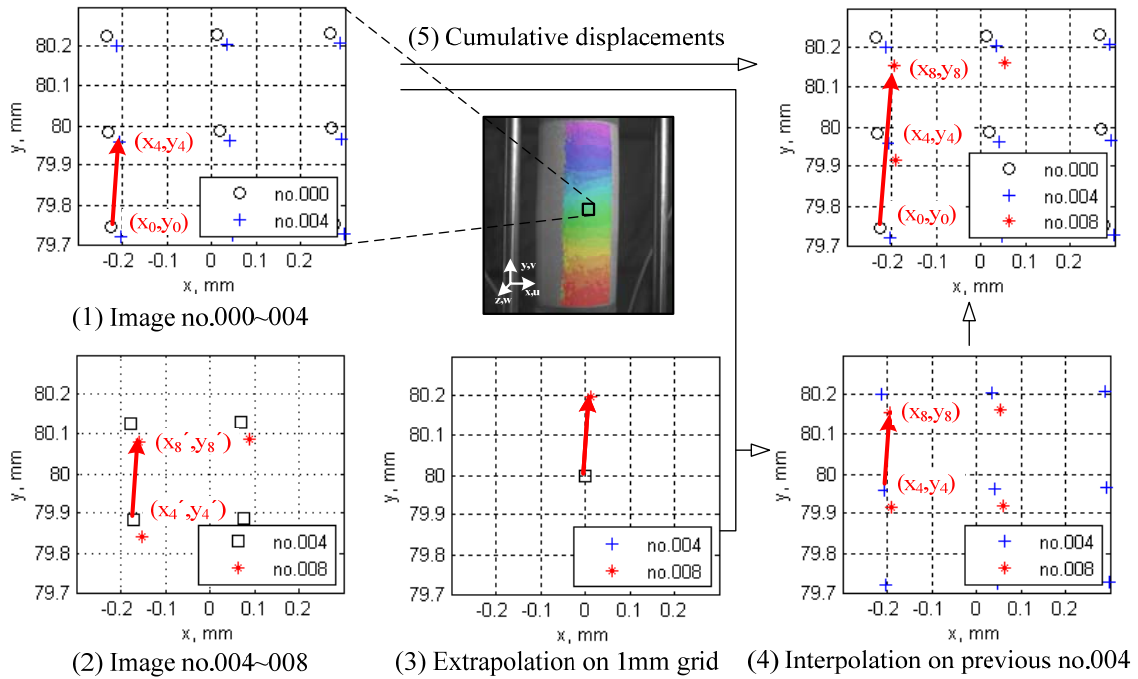 (5) Cumulative displacements
80.2
80.1
80
79.9
79.8
79.7
y, mm
(x₄,y₄)
(x₀,y₀)
no.000
no.004
-0.2 -0.1 0 0.1 0.2
x, mm
(1) Image no.000~004
y,v
x,u
z,w
80.2
80.1
80
79.9
79.8
79.7
y, mm
(x₈,y₈)
(x₄,y₄)
(x₀,y₀)
no.000
no.004
no.008
-0.2 -0.1 0 0.1 0.2
x, mm
80.2
80.1
80
79.9
79.8
79.7
y, mm
(x₈´,y₈´)
(x₄´,y₄´)
no.004
no.008
-0.2 -0.1 0 0.1 0.2
x, mm
(2) Image no.004~008
80.2
80.1
80
79.9
79.8
79.7
y, mm
no.004
no.008
-0.2 -0.1 0 0.1 0.2
x, mm
(3) Extrapolation on 1mm grid
80.2
80.1
80
79.9
79.8
79.7
y, mm
(x₈,y₈)
(x₄,y₄)
no.004
no.008
-0.2 -0.1 0 0.1 0.2
x, mm
(4) Interpolation on previous no.004